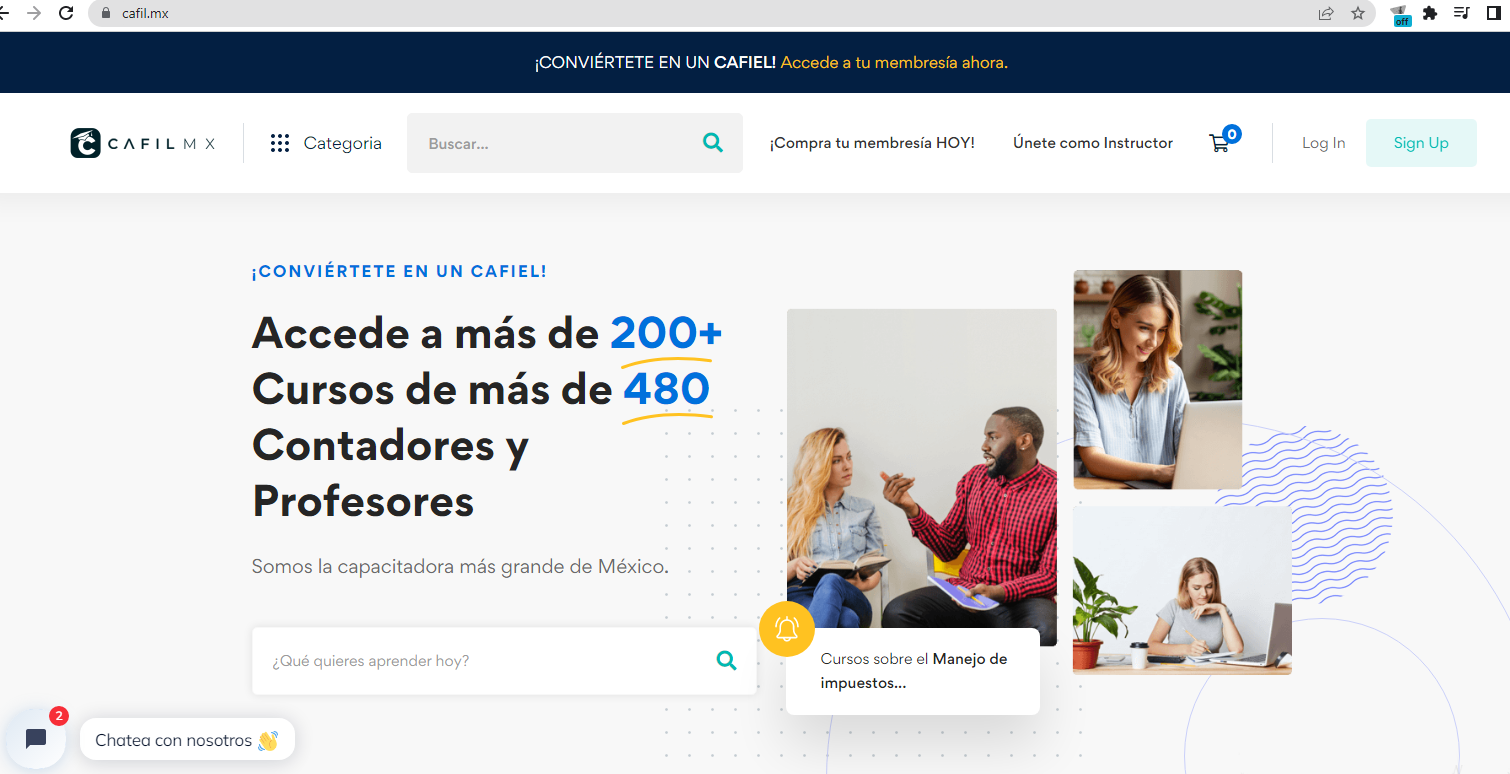 cafil.mx
off
¡CONVIÉRTETE EN UN CAFIEL! Accede a tu membresía ahora.
CAFIL MX
Categoria
Buscar...
¡Compra tu membresía HOY!
Únete como Instructor
0
Log In
Sign Up
¡CONVIÉRTETE EN UN CAFIEL!
Accede a más de 200+
Cursos de más de 480
Contadores y
Profesores
Somos la capacitadora más grande de México.
¿Qué quieres aprender hoy?
Cursos sobre el Manejo de
impuestos...
2
Chatea con nosotros 👋